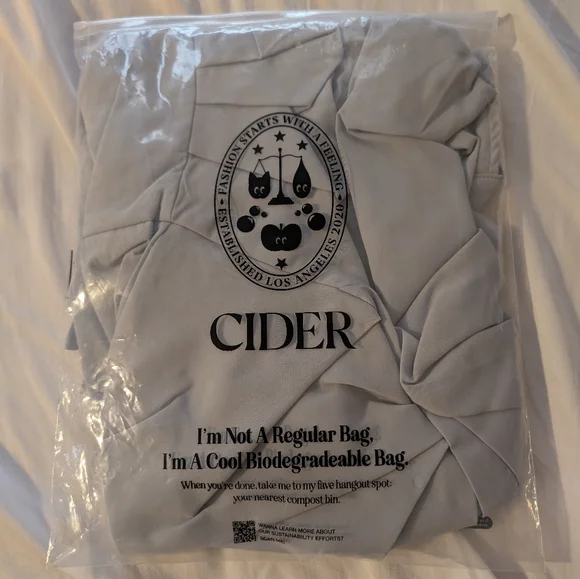 FASHION STARTS WITH A FEELING
ESTABLISHED LOS ANGELES 2020
CIDER
I'm Not A Regular Bag,
I'm A Cool Biodegradeable Bag.
When you're done, take me to my fave hangout spot:
your nearest compost bin.
WANNA LEARN MORE ABOUT
OUR SUSTAINABILITY EFFORTS?